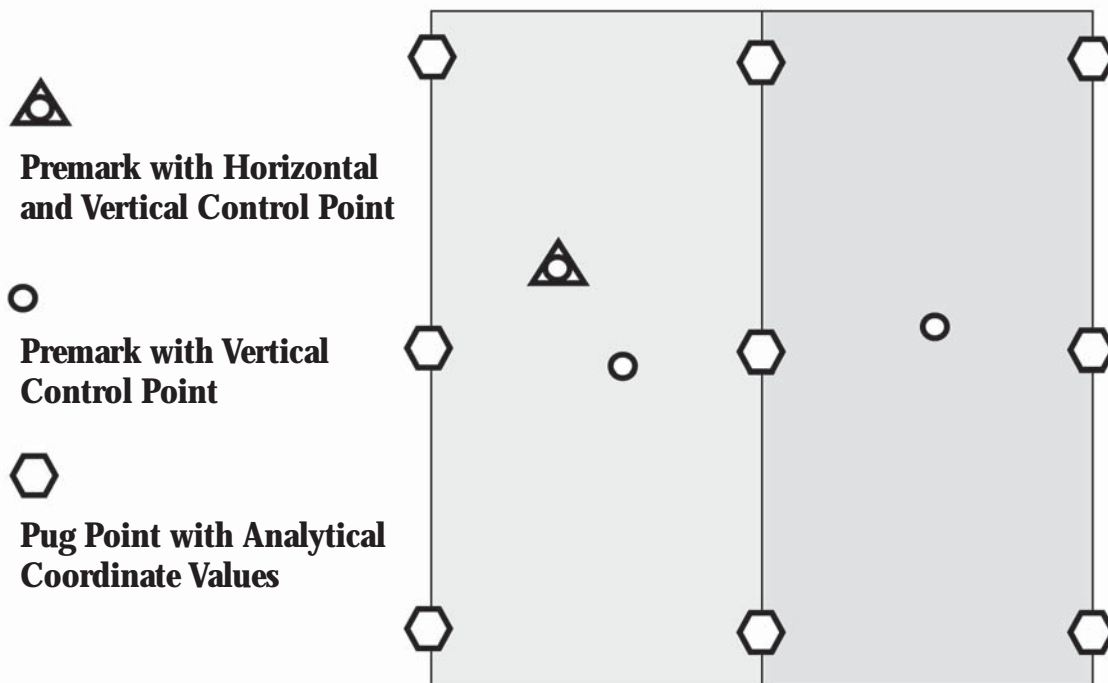 Premark with Horizontal
and Vertical Control Point
Premark with Vertical
Control Point
Pug Point with Analytical
Coordinate Values